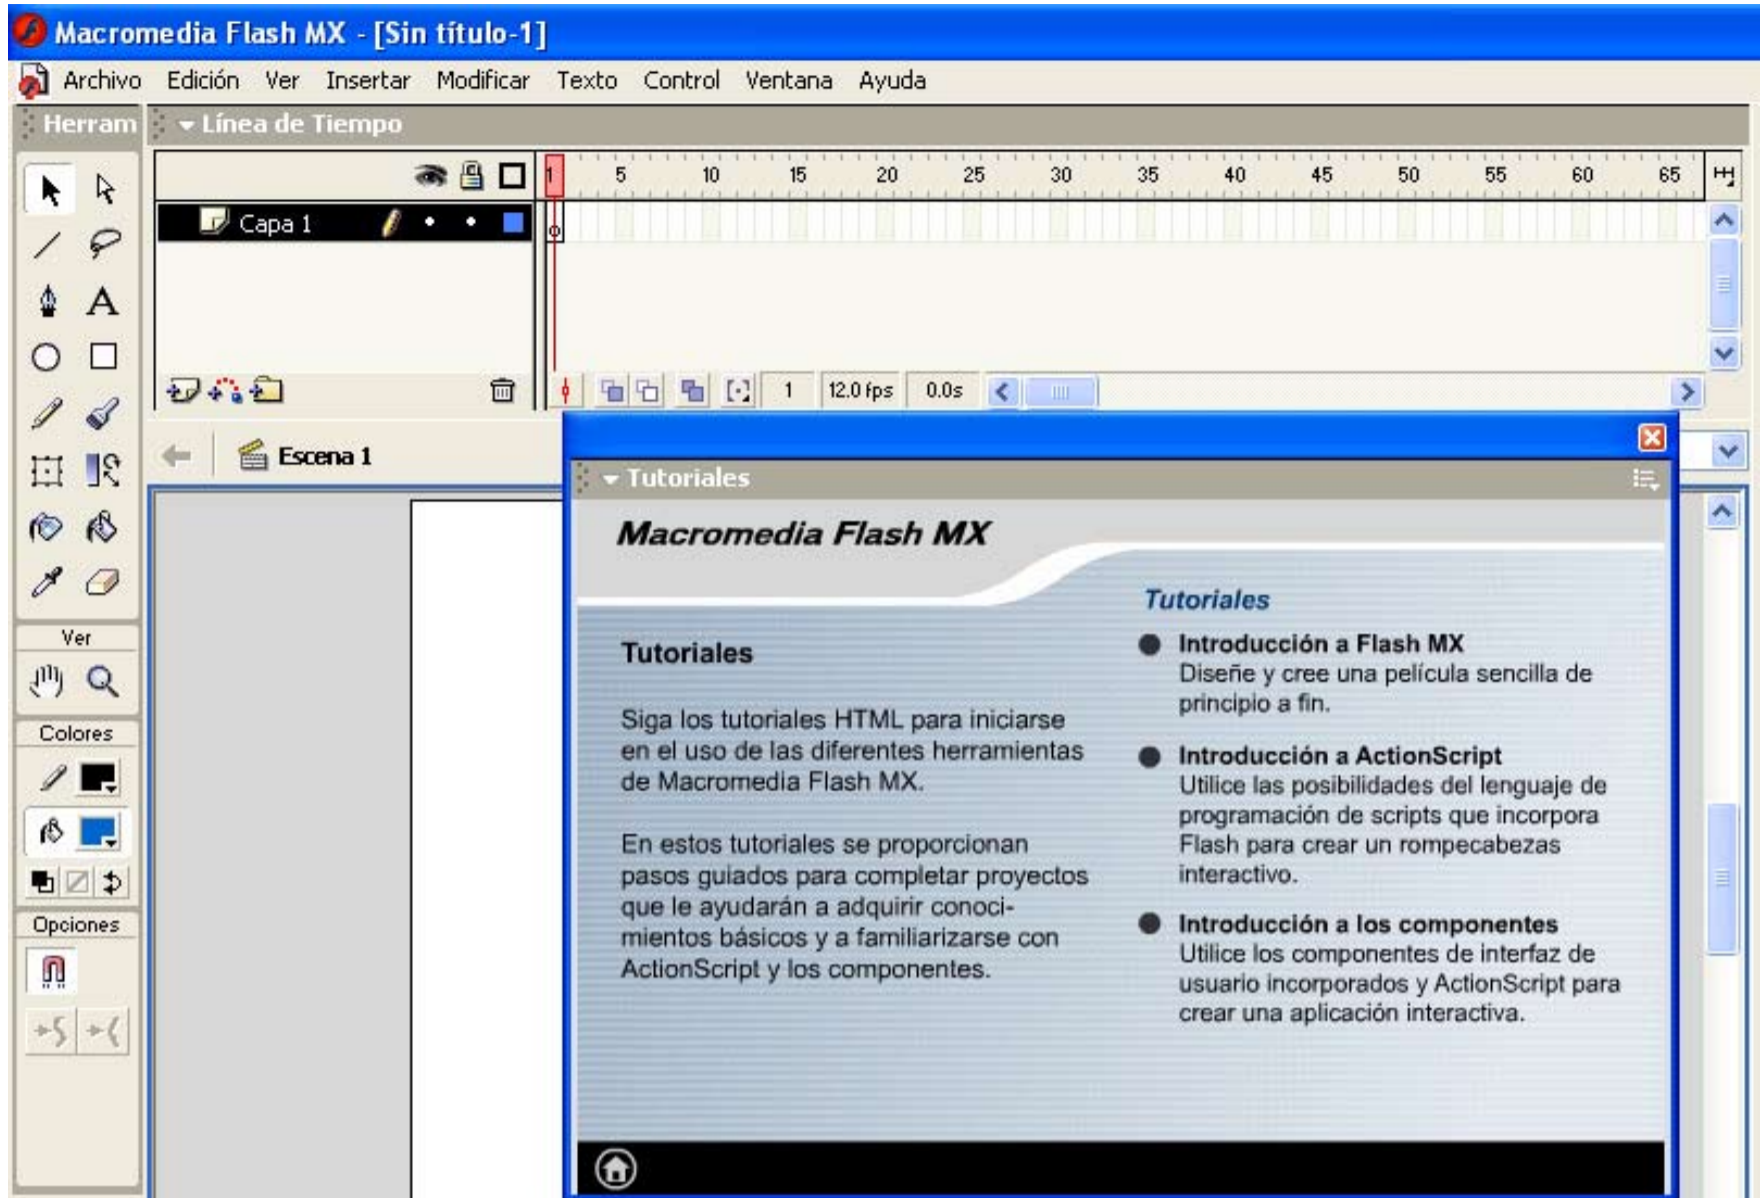 Macromedia Flash MX - [Sin título-1]
Archivo Edición Ver Insertar Modificar Texto Control Ventana Ayuda
Herram
Línea de Tiempo
1 5 10 15 20 25 30 35 40 45 50 55 60 65
Capa 1
1 12.0 fps 0.0s
Escena 1
Ver
Colores
Opciones
Tutoriales
Macromedia Flash MX
Tutoriales
Siga los tutoriales HTML para iniciarse
en el uso de las diferentes herramientas
de Macromedia Flash MX.
En estos tutoriales se proporcionan
pasos guiados para completar proyectos
que le ayudarán a adquirir conoci-
mientos básicos y a familiarizarse con
ActionScript y los componentes.
Tutoriales
Introducción a Flash MX
Diseñe y cree una película sencilla de
principio a fin.
Introducción a ActionScript
Utilice las posibilidades del lenguaje de
programación de scripts que incorpora
Flash para crear un rompecabezas
interactivo.
Introducción a los componentes
Utilice los componentes de interfaz de
usuario incorporados y ActionScript para
crear una aplicación interactiva.